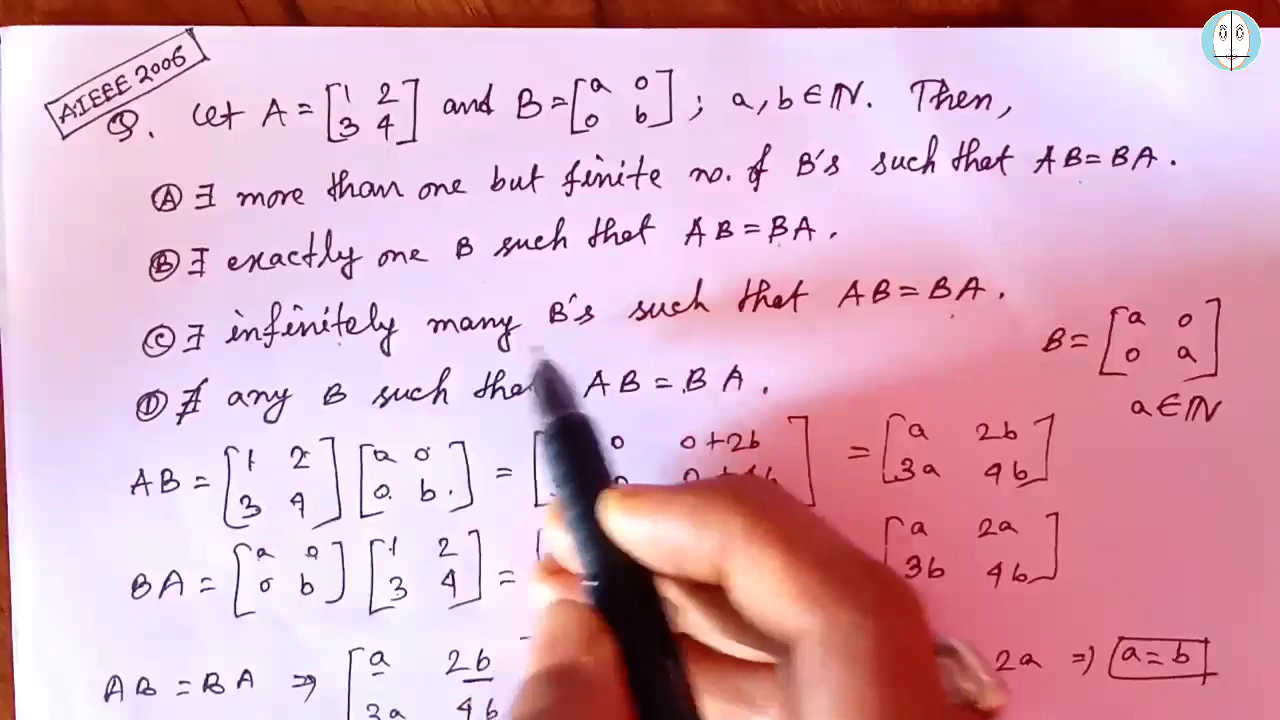 AIEEE 2006
Q. Let A = [1 2 3 4] and B = [a 0 0 b] ; a, b ∈ ℕ. Then,
(A) ∃ more than one but finite no. of B's such that AB = BA.
(B) ∃ exactly one B such that AB = BA.
(C) ∃ infinitely many B's such that AB = BA.
B = [a 0 0 a]
a ∈ ℕ
(D) ∄ any B such AB = BA.
AB = [1 2 3 4] [a 0 0 b] = [ 0 0+2b = [a 2b 3a 4b]
BA = [a 0 0 b] [1 2 3 4] = [a 2a 3b 4b]
AB = BA ⇒ [a 2b 3a 4b 2a ⇒ a = b